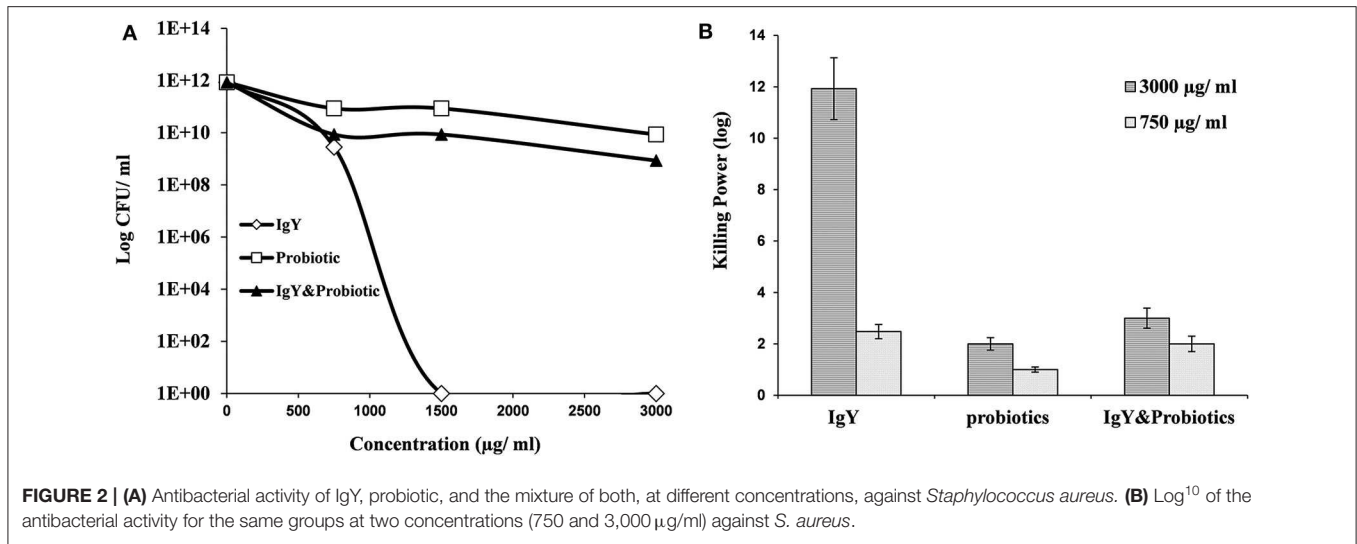 A
1E+14
1E+12
1E+10
1E+08
1E+06
1E+04
1E+02
1E+00
Log CFU/ ml
IgY
Probiotic
IgY&Probiotic
0 500 1000 1500 2000 2500 3000
Concentration (µg/ ml)
B
14
12
10
8
6
4
2
0
Killing Power (log)
3000 µg/ ml
750 µg/ ml
IgY probiotics IgY&Probiotics
FIGURE 2 | (A) Antibacterial activity of IgY, probiotic, and the mixture of both, at different concentrations, against Staphylococcus aureus. (B) Log10 of the
antibacterial activity for the same groups at two concentrations (750 and 3,000 µg/ml) against S. aureus.